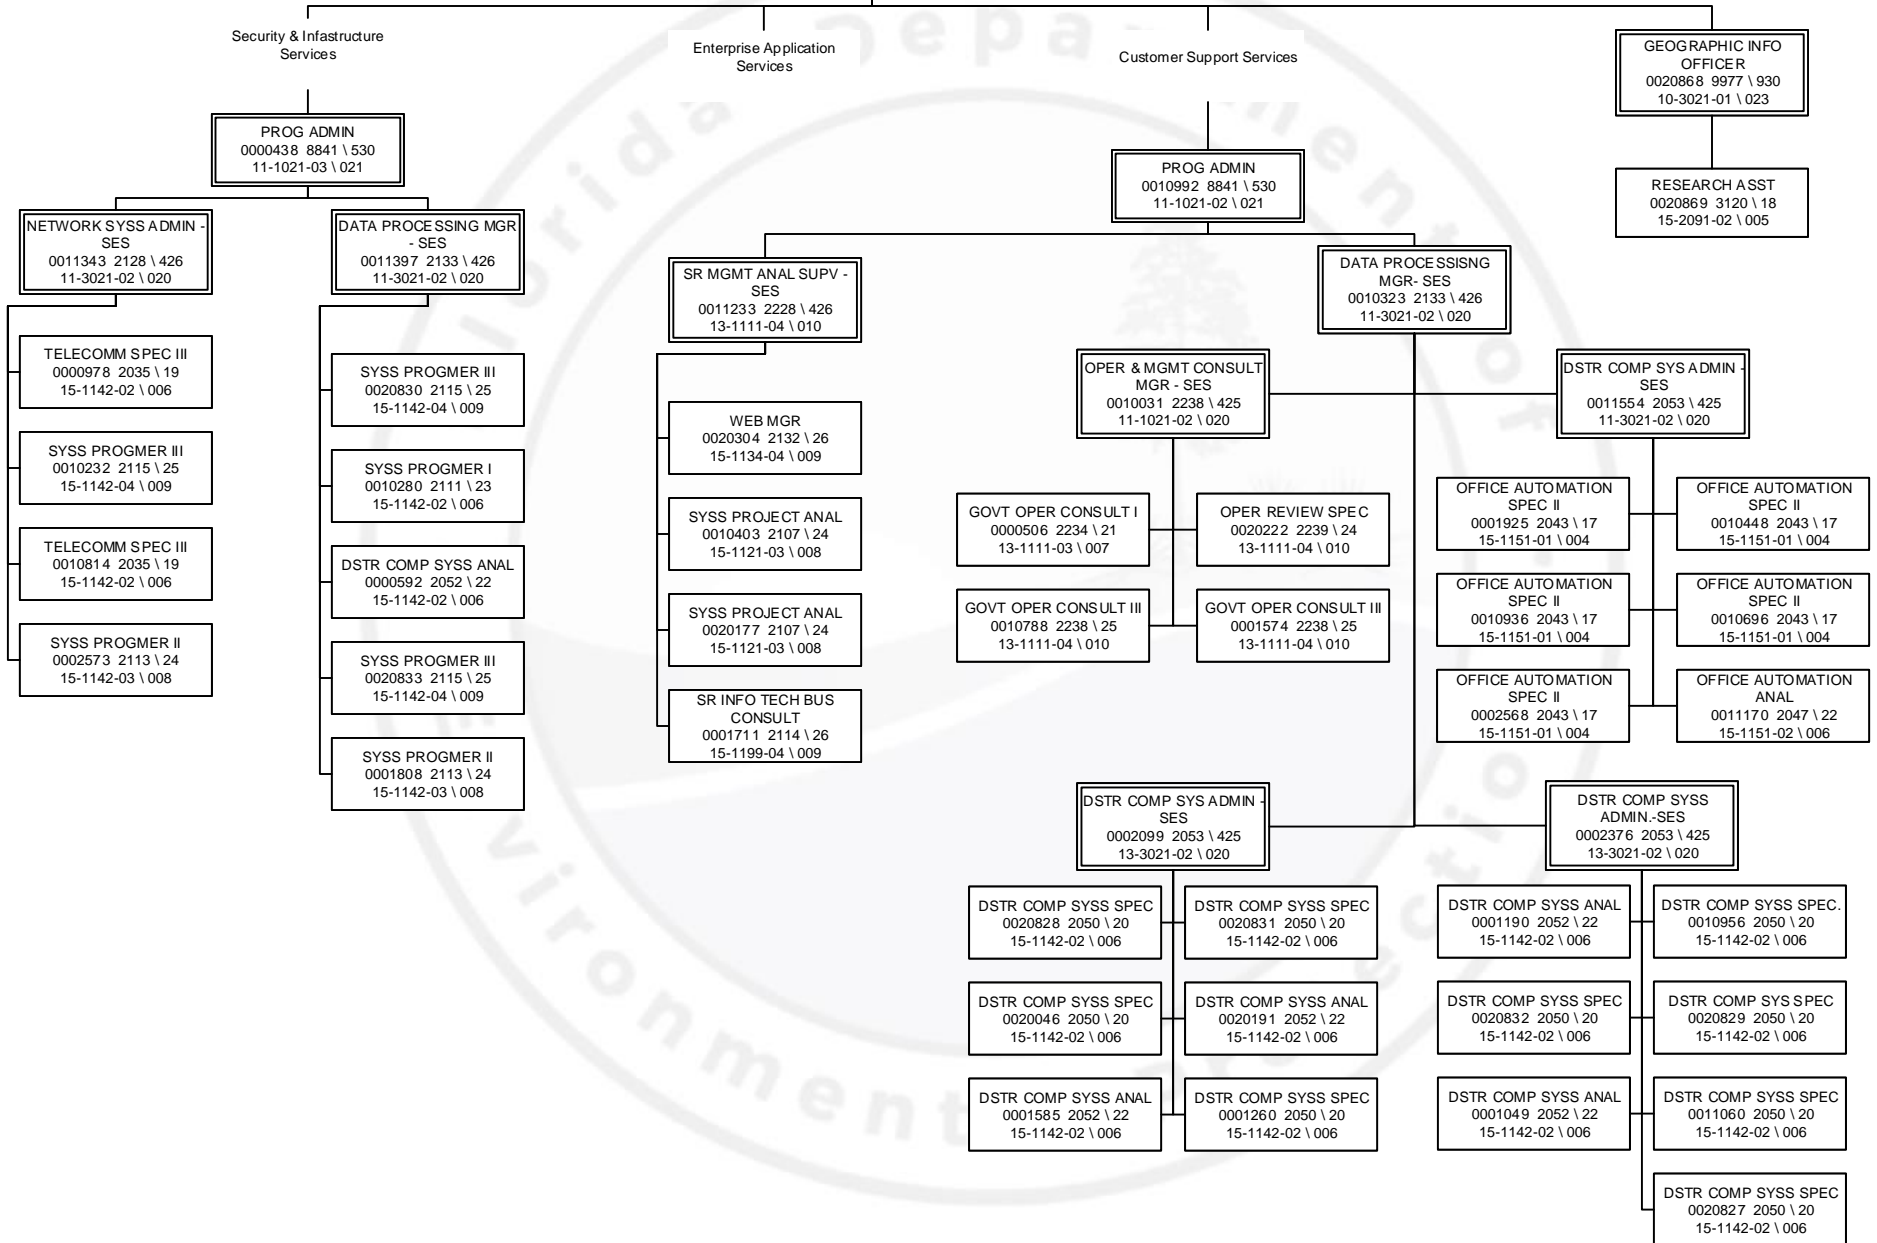 Security & Infastructure
Services
Enterprise Application
Services
Customer Support Services
GEOGRAPHIC INFO
OFFICER
0020868 9977 \ 930
10-3021-01 \ 023
RESEARCH ASST
0020869 3120 \ 18
15-2091-02 \ 005
PROG ADMIN
0000438 8841 \ 530
11-1021-03 \ 021
NETWORK SYSS ADMIN -
SES
0011343 2128 \ 426
11-3021-02 \ 020
TELECOMM SPEC III
0000978 2035 \ 19
15-1142-02 \ 006
SYSS PROGMER III
0010232 2115 \ 25
15-1142-04 \ 009
TELECOMM SPEC III
0010814 2035 \ 19
15-1142-02 \ 006
SYSS PROGMER II
0002573 2113 \ 24
15-1142-03 \ 008
DATA PROCESSING MGR
- SES
0011397 2133 \ 426
11-3021-02 \ 020
SYSS PROGMER III
0020830 2115 \ 25
15-1142-04 \ 009
SYSS PROGMER I
0010280 2111 \ 23
15-1142-02 \ 006
DSTR COMP SYSS ANAL
0000592 2052 \ 22
15-1142-02 \ 006
SYSS PROGMER III
0020833 2115 \ 25
15-1142-04 \ 009
SYSS PROGMER II
0001808 2113 \ 24
15-1142-03 \ 008
PROG ADMIN
0010992 8841 \ 530
11-1021-02 \ 021
SR MGMT ANAL SUPV -
SES
0011233 2228 \ 426
13-1111-04 \ 010
WEB MGR
0020304 2132 \ 26
15-1134-04 \ 009
SYSS PROJECT ANAL
0010403 2107 \ 24
15-1121-03 \ 008
SYSS PROJECT ANAL
0020177 2107 \ 24
15-1121-03 \ 008
SR INFO TECH BUS
CONSULT
0001711 2114 \ 26
15-1199-04 \ 009
DATA PROCESSISNG
MGR- SES
0010323 2133 \ 426
11-3021-02 \ 020
OPER & MGMT CONSULT
MGR - SES
0010031 2238 \ 425
11-1021-02 \ 020
GOVT OPER CONSULT I
0000506 2234 \ 21
13-1111-03 \ 007
OPER REVIEW SPEC
0020222 2239 \ 24
13-1111-04 \ 010
GOVT OPER CONSULT III
0010788 2238 \ 25
13-1111-04 \ 010
GOVT OPER CONSULT III
0001574 2238 \ 25
13-1111-04 \ 010
DSTR COMP SYS ADMIN -
SES
0011554 2053 \ 425
11-3021-02 \ 020
OFFICE AUTOMATION
SPEC II
0001925 2043 \ 17
15-1151-01 \ 004
OFFICE AUTOMATION
SPEC II
0010448 2043 \ 17
15-1151-01 \ 004
OFFICE AUTOMATION
SPEC II
0010936 2043 \ 17
15-1151-01 \ 004
OFFICE AUTOMATION
SPEC II
0010696 2043 \ 17
15-1151-01 \ 004
OFFICE AUTOMATION
SPEC II
0002568 2043 \ 17
15-1151-01 \ 004
OFFICE AUTOMATION
ANAL
0011170 2047 \ 22
15-1151-02 \ 006
DSTR COMP SYS ADMIN -
SES
0002099 2053 \ 425
13-3021-02 \ 020
DSTR COMP SYSS SPEC
0020828 2050 \ 20
15-1142-02 \ 006
DSTR COMP SYSS SPEC
0020831 2050 \ 20
15-1142-02 \ 006
DSTR COMP SYSS SPEC
0020046 2050 \ 20
15-1142-02 \ 006
DSTR COMP SYSS ANAL
0020191 2052 \ 22
15-1142-02 \ 006
DSTR COMP SYSS ANAL
0001585 2052 \ 22
15-1142-02 \ 006
DSTR COMP SYSS SPEC
0001260 2050 \ 20
15-1142-02 \ 006
DSTR COMP SYSS
ADMIN.-SES
0002376 2053 \ 425
13-3021-02 \ 020
DSTR COMP SYSS ANAL
0001190 2052 \ 22
15-1142-02 \ 006
DSTR COMP SYSS SPEC.
0010956 2050 \ 20
15-1142-02 \ 006
DSTR COMP SYSS SPEC
0020832 2050 \ 20
15-1142-02 \ 006
DSTR COMP SYS SPEC
0020829 2050 \ 20
15-1142-02 \ 006
DSTR COMP SYSS ANAL
0001049 2052 \ 22
15-1142-02 \ 006
DSTR COMP SYSS SPEC
0011060 2050 \ 20
15-1142-02 \ 006
DSTR COMP SYSS SPEC
0020827 2050 \ 20
15-1142-02 \ 006